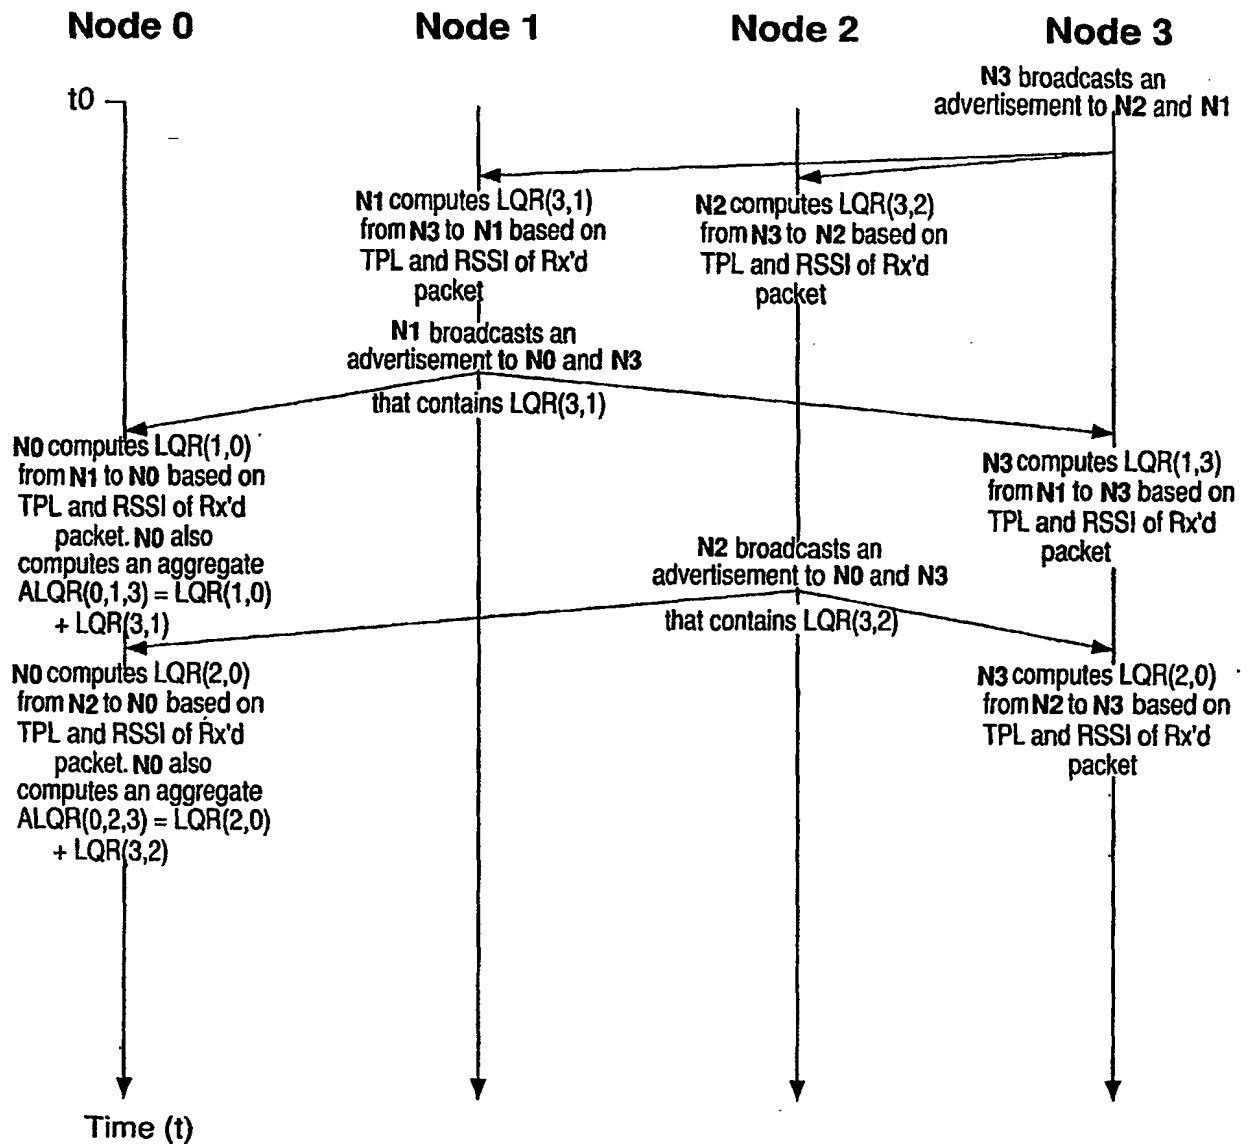 Node 0
Node 1
Node 2
Node 3
t0
N3 broadcasts an
advertisement to N2 and N1
N1 computes LQR(3,1)
from N3 to N1 based on
TPL and RSSI of Rx'd
packet
N2 computes LQR(3,2)
from N3 to N2 based on
TPL and RSSI of Rx'd
packet
N1 broadcasts an
advertisement to N0 and N3
that contains LQR(3,1)
N0 computes LQR(1,0)
from N1 to N0 based on
TPL and RSSI of Rx'd
packet. N0 also
computes an aggregate
ALQR(0,1,3) = LQR(1,0)
+ LQR(3,1)
N3 computes LQR(1,3)
from N1 to N3 based on
TPL and RSSI of Rx'd
packet
N2 broadcasts an
advertisement to N0 and N3
that contains LQR(3,2)
N0 computes LQR(2,0)
from N2 to N0 based on
TPL and RSSI of Rx'd
packet. N0 also
computes an aggregate
ALQR(0,2,3) = LQR(2,0)
+ LQR(3,2)
N3 computes LQR(2,0)
from N2 to N3 based on
TPL and RSSI of Rx'd
packet
Time (t)